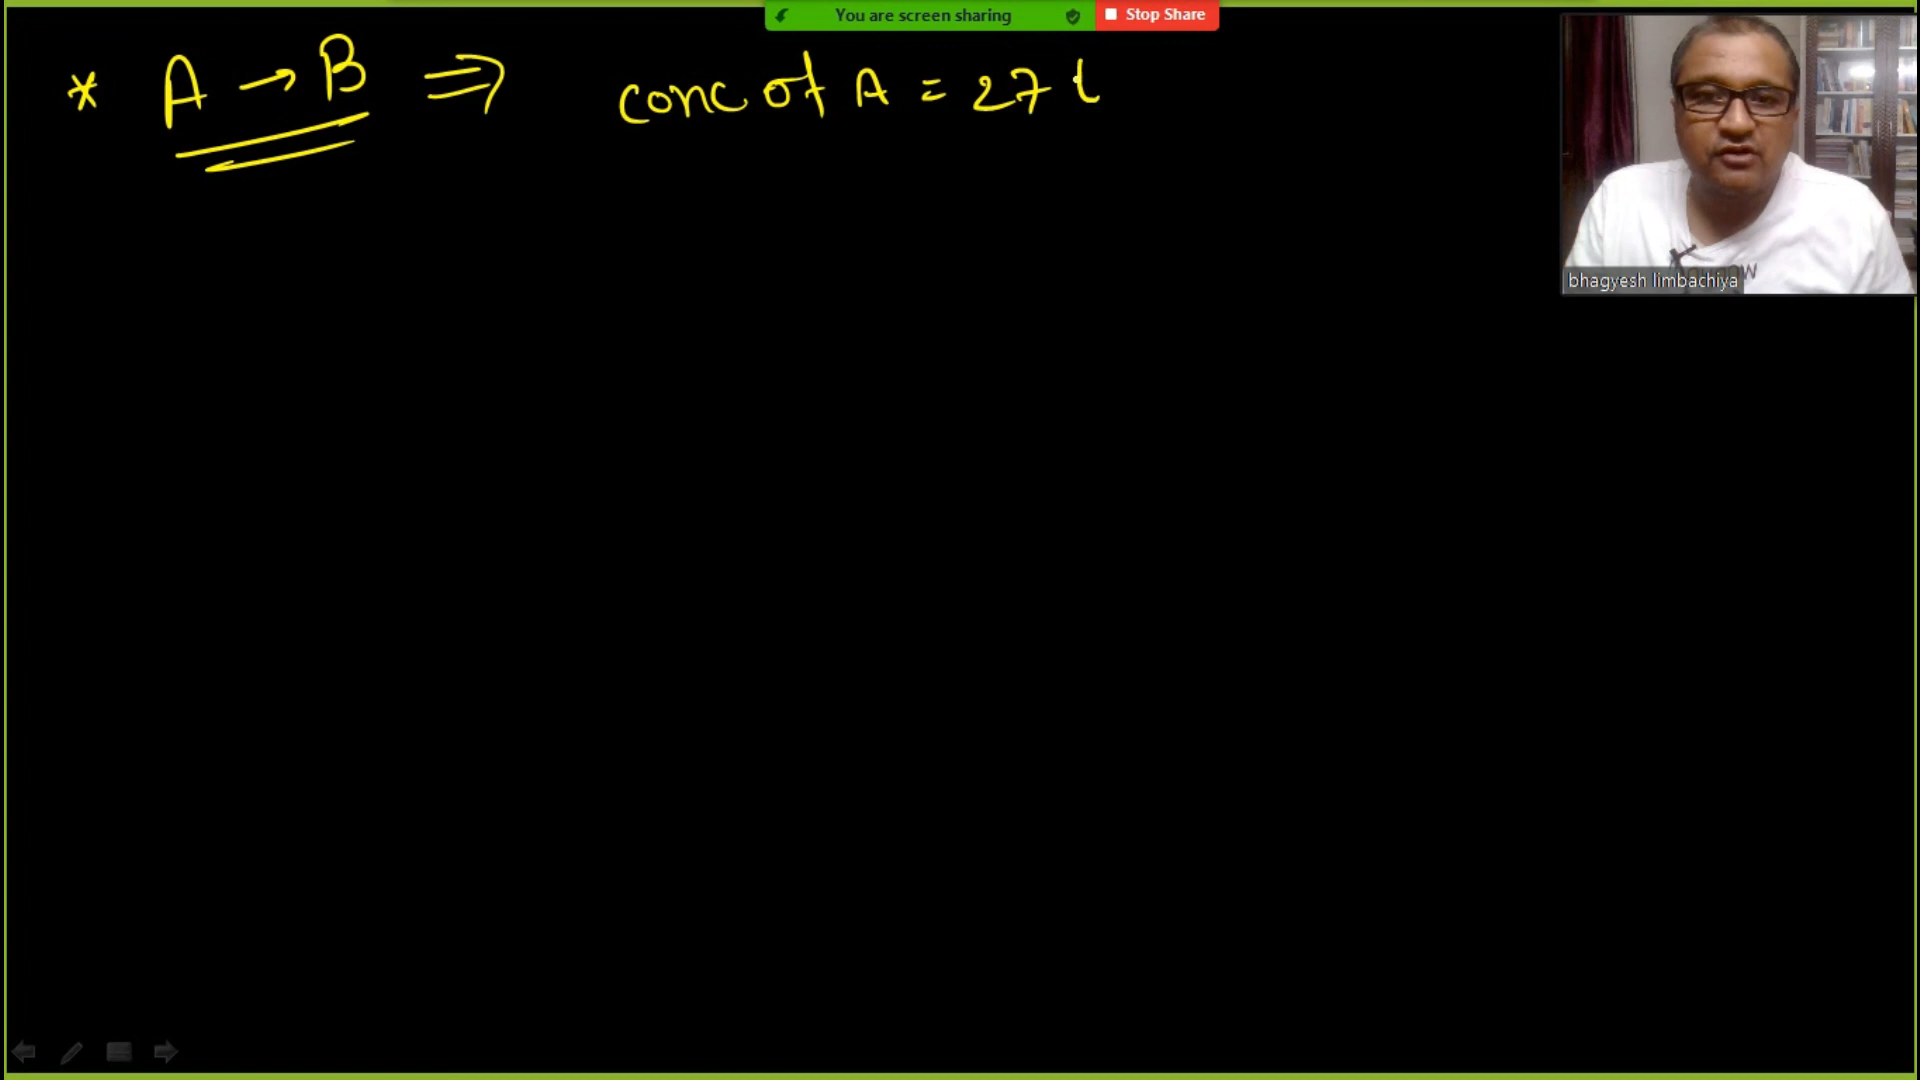 You are screen sharing Stop Share
* A → B ⇒ conc of A = 27 t
bhagyesh limbachiya